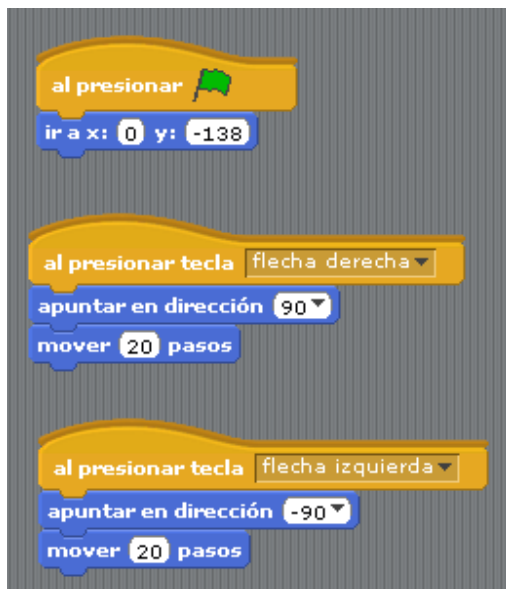 al presionar
ir a x: 0 y: -138
al presionar tecla flecha derecha
apuntar en dirección 90
mover 20 pasos
al presionar tecla flecha izquierda
apuntar en dirección -90
mover 20 pasos